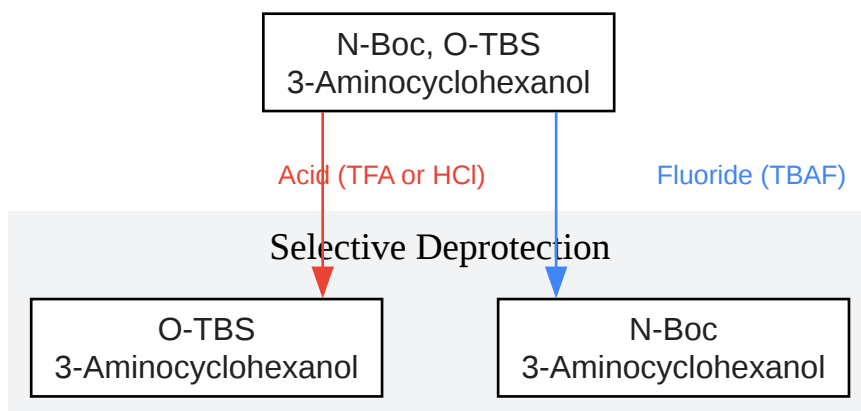 N-Boc, O-TBS
3-Aminocyclohexanol
Acid (TFA or HCl)
Fluoride (TBAF)
Selective Deprotection
O-TBS
3-Aminocyclohexanol
N-Boc
3-Aminocyclohexanol